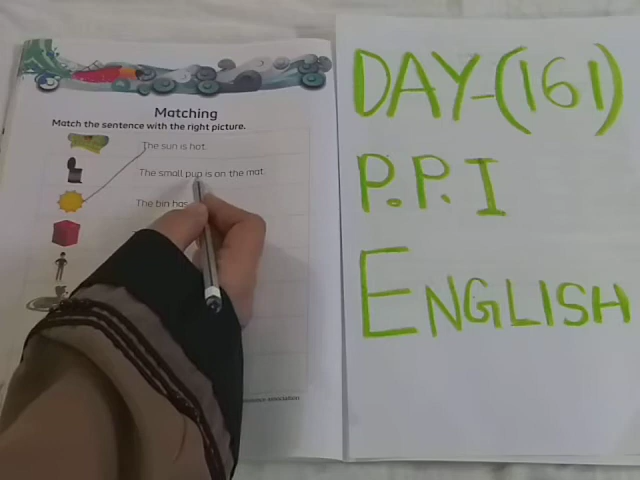 Matching
Match the sentence with the right picture.
The sun is hot.
The small pup is on the mat.
The bin has
DAY-(161)
P.P.I
ENGLISH